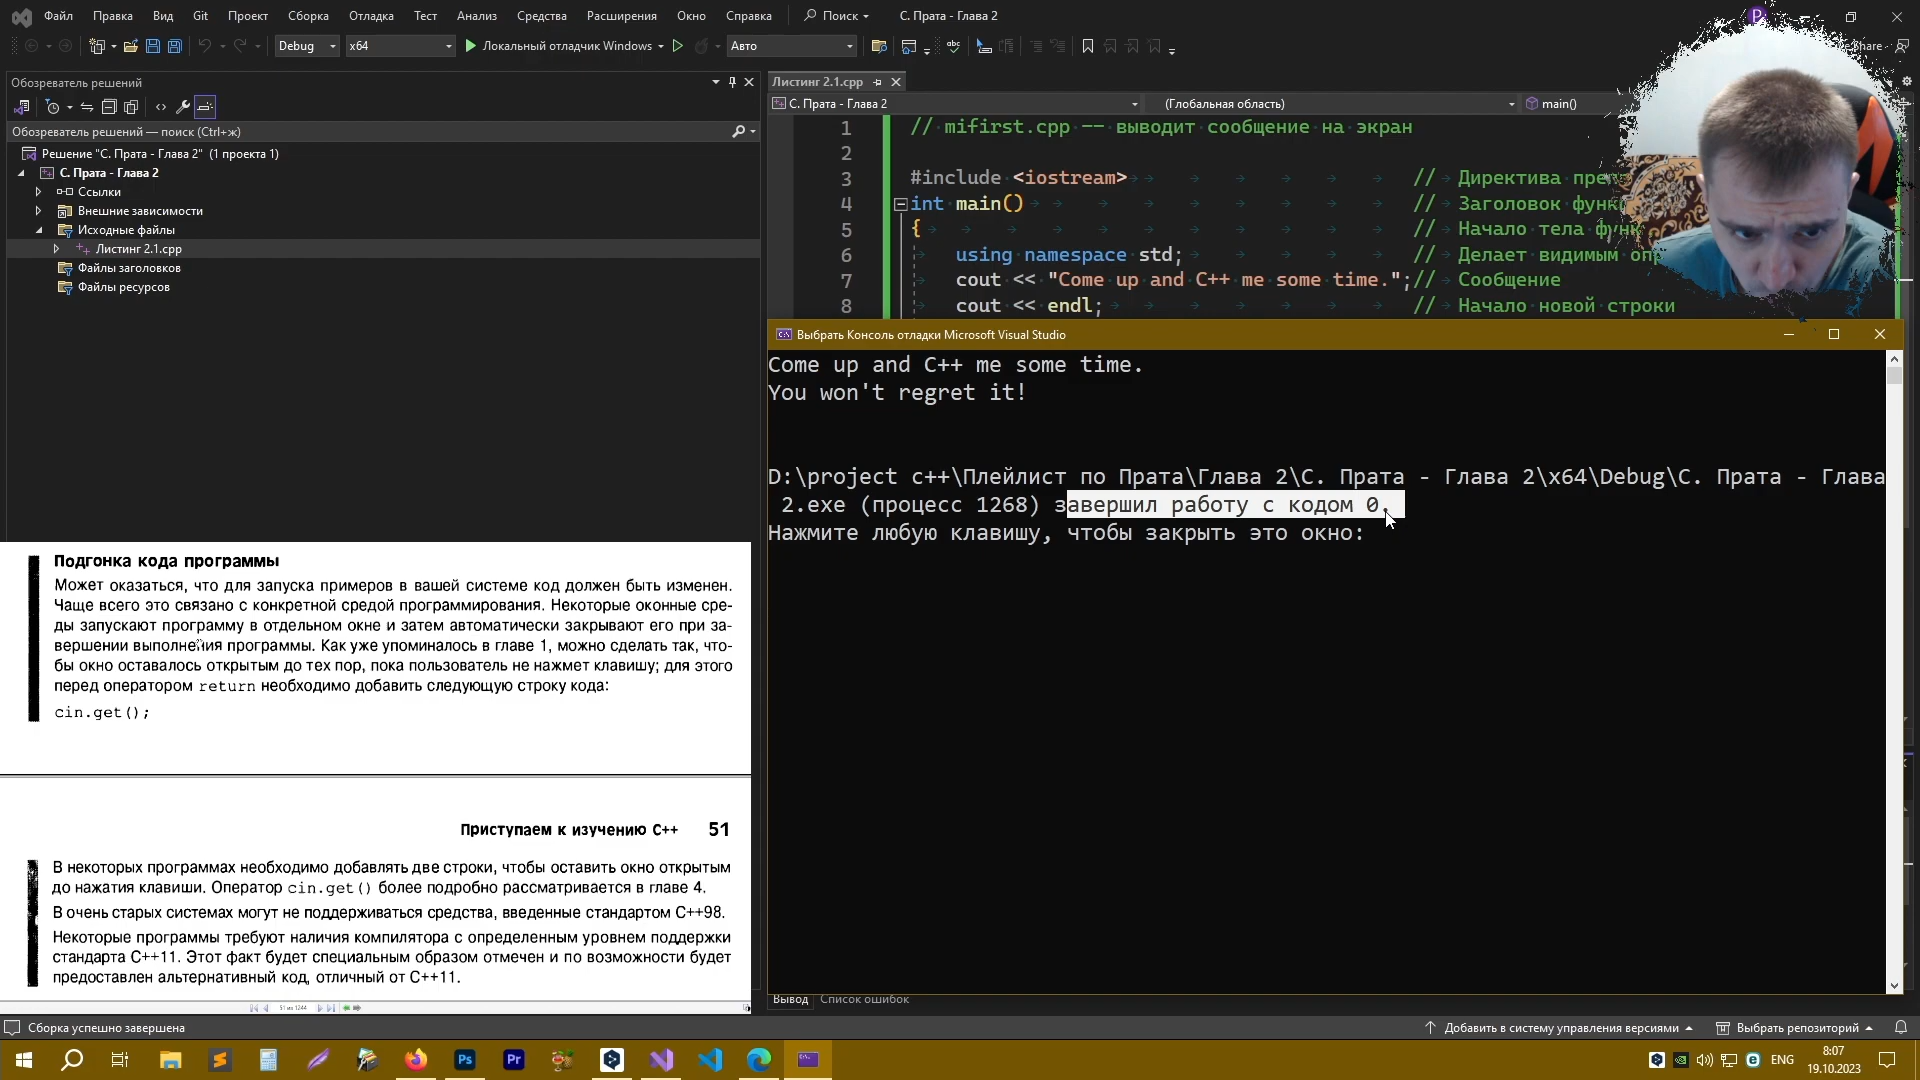 Файл Правка Вид Git Проект Сборка Отладка Тест Анализ Средства Расширения Окно Справка Поиск С. Прата - Глава 2
Debug x64 Локальный отладчик Windows Авто Share
Обозреватель решений
Обозреватель решений — поиск (Ctrl+ж)
Решение "С. Прата - Глава 2" (1 проекта 1)
С. Прата - Глава 2
Ссылки
Внешние зависимости
Исходные файлы
Листинг 2.1.cpp
Файлы заголовков
Файлы ресурсов
Листинг 2.1.cpp
С. Прата - Глава 2 (Глобальная область) main()
1 // mifirst.cpp -- выводит сообщение на экран
2
3 #include <iostream> // Директива
4 int main() // Заголовок
5 { // Начало тела
6 using namespace std; // Делает видимым
7 cout << "Come up and C++ me some time."; // Сообщение
8 cout << endl; // Начало новой строки
Выбрать Консоль отладки Microsoft Visual Studio
Come up and C++ me some time.
You won't regret it!
D:\project c++\Плейлист по Прата\Глава 2\С. Прата - Глава 2\x64\Debug\С. Прата - Глава
2.exe (процесс 1268) завершил работу с кодом 0.
Нажмите любую клавишу, чтобы закрыть это окно:
Подгонка кода программы
Может оказаться, что для запуска примеров в вашей системе код должен быть изменен.
Чаще всего это связано с конкретной средой программирования. Некоторые оконные сре-
ды запускают программу в отдельном окне и затем автоматически закрывают его при за-
вершении выполнения программы. Как уже упоминалось в главе 1, можно сделать так, что-
бы окно оставалось открытым до тех пор, пока пользователь не нажмет клавишу; для этого
перед оператором return необходимо добавить следующую строку кода:
cin.get();
Приступаем к изучению C++ 51
В некоторых программах необходимо добавлять две строки, чтобы оставить окно открытым
до нажатия клавиши. Оператор cin.get() более подробно рассматривается в главе 4.
В очень старых системах могут не поддерживаться средства, введенные стандартом C++98.
Некоторые программы требуют наличия компилятора с определенным уровнем поддержки
стандарта C++11. Этот факт будет специальным образом отмечен и по возможности будет
предоставлен альтернативный код, отличный от C++11.
51 из 1244
Вывод Список ошибок
Сборка успешно завершена Добавить в систему управления версиями Выбрать репозиторий
Ps Pr ENG 8:07
19.10.2023